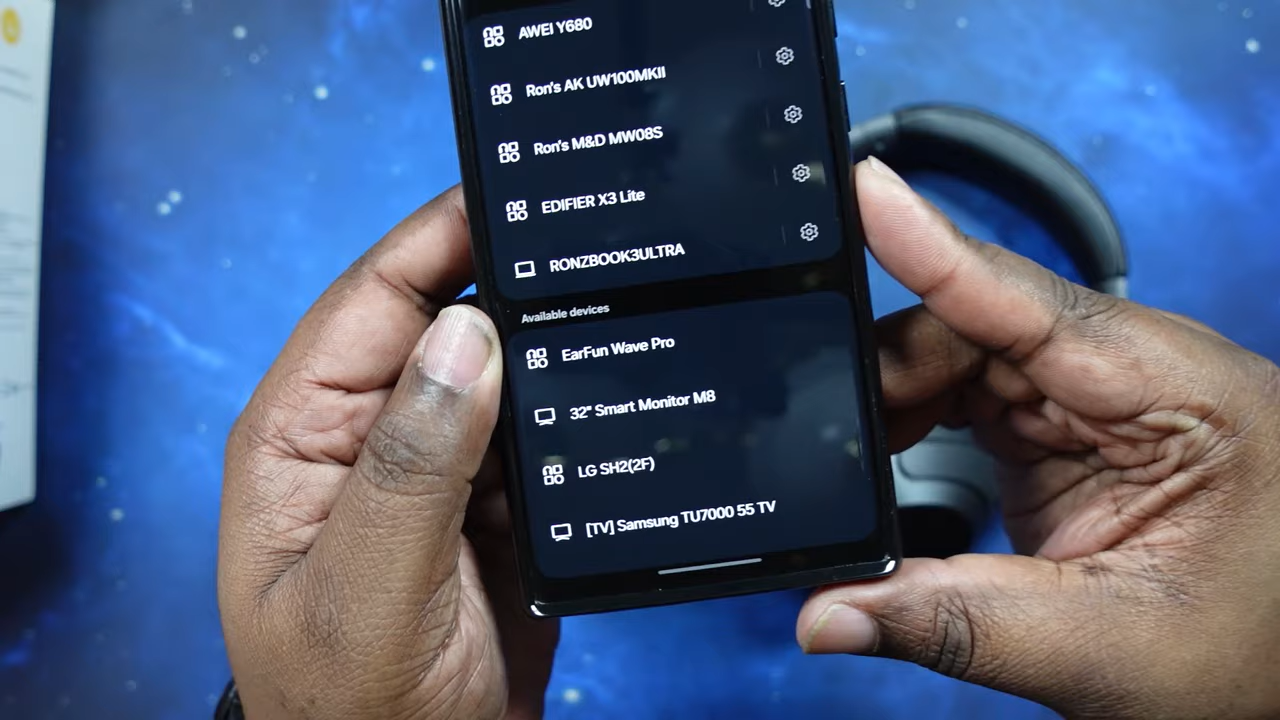 AWEI Y680
Ron's AK UW100MKII
Ron's M&D MW08S
EDIFIER X3 Lite
RONZBOOK3ULTRA
Available devices
EarFun Wave Pro
32" Smart Monitor M8
LG SH2(2F)
[TV] Samsung TU7000 55 TV